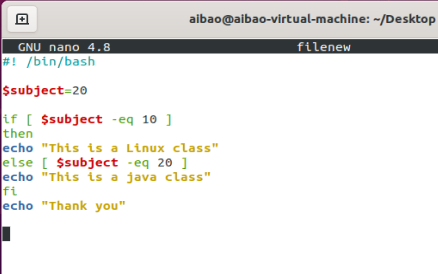 aibao@aibao-virtual-machine: ~/Desktop
GNU nano 4.8 filenew
#! /bin/bash
$subject=20
if [ $subject -eq 10 ]
then
echo "This is a Linux class"
else [ $subject -eq 20 ]
echo "This is a java class"
fi
echo "Thank you"